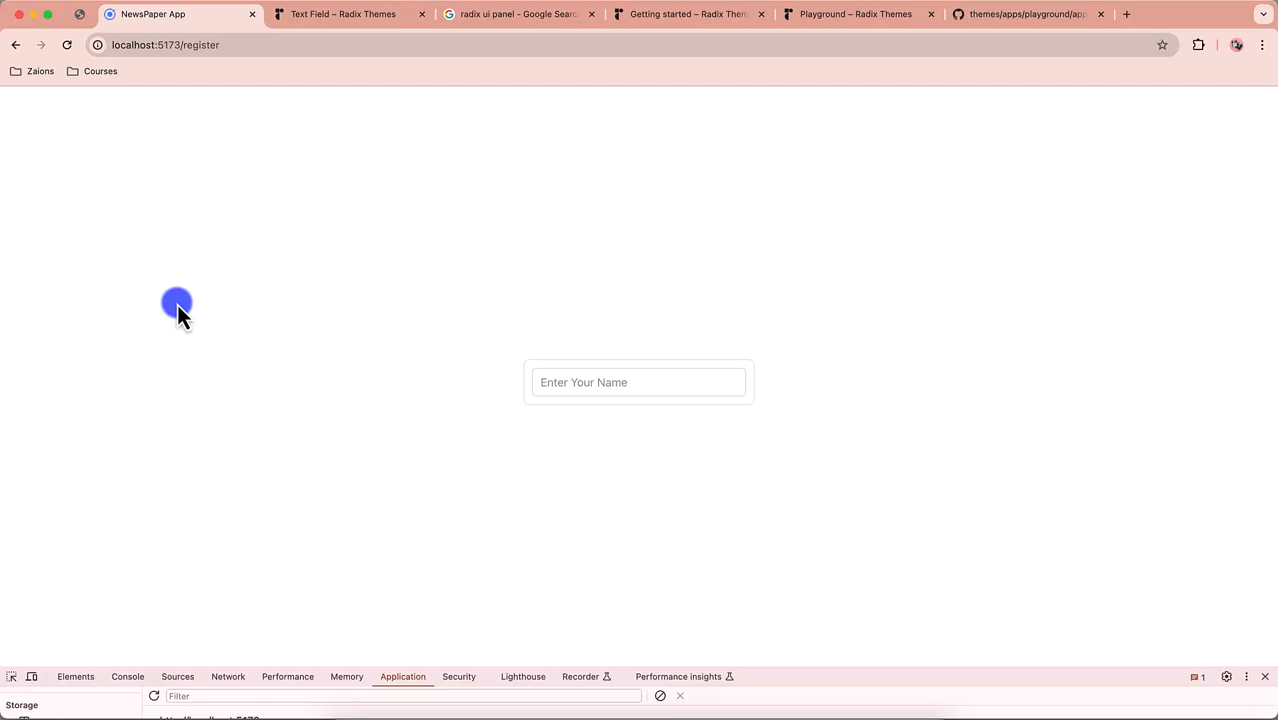 NewsPaper App
Text Field – Radix Themes
radix ui panel - Google Sear
Getting started – Radix Them
Playground – Radix Themes
themes/apps/playground/app
localhost:5173/register
Zaions
Courses
Enter Your Name
Elements Console Sources Network Performance Memory Application Security Lighthouse Recorder Performance insights 1
Filter
Storage